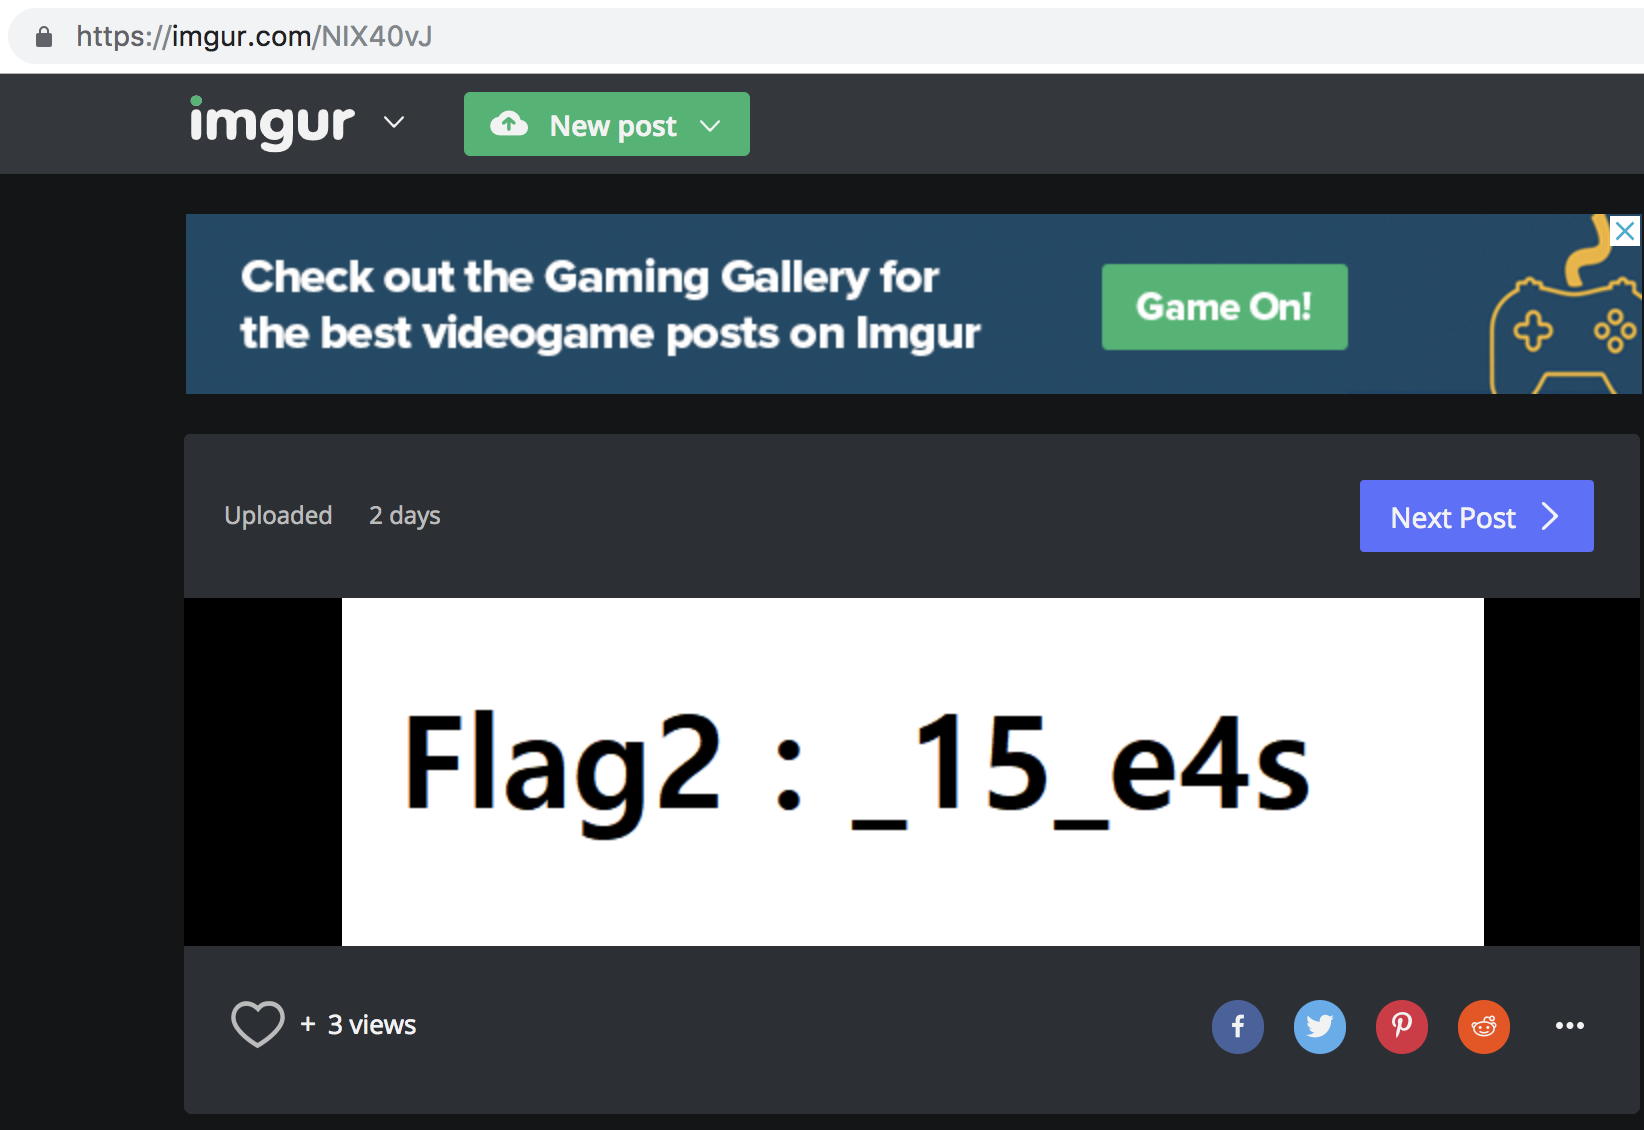 https://imgur.com/NIX40vJ
imgur
New post
Check out the Gaming Gallery for
the best videogame posts on Imgur
Game On!
Uploaded 2 days
Next Post
Flag2 : _15_e4s
+ 3 views